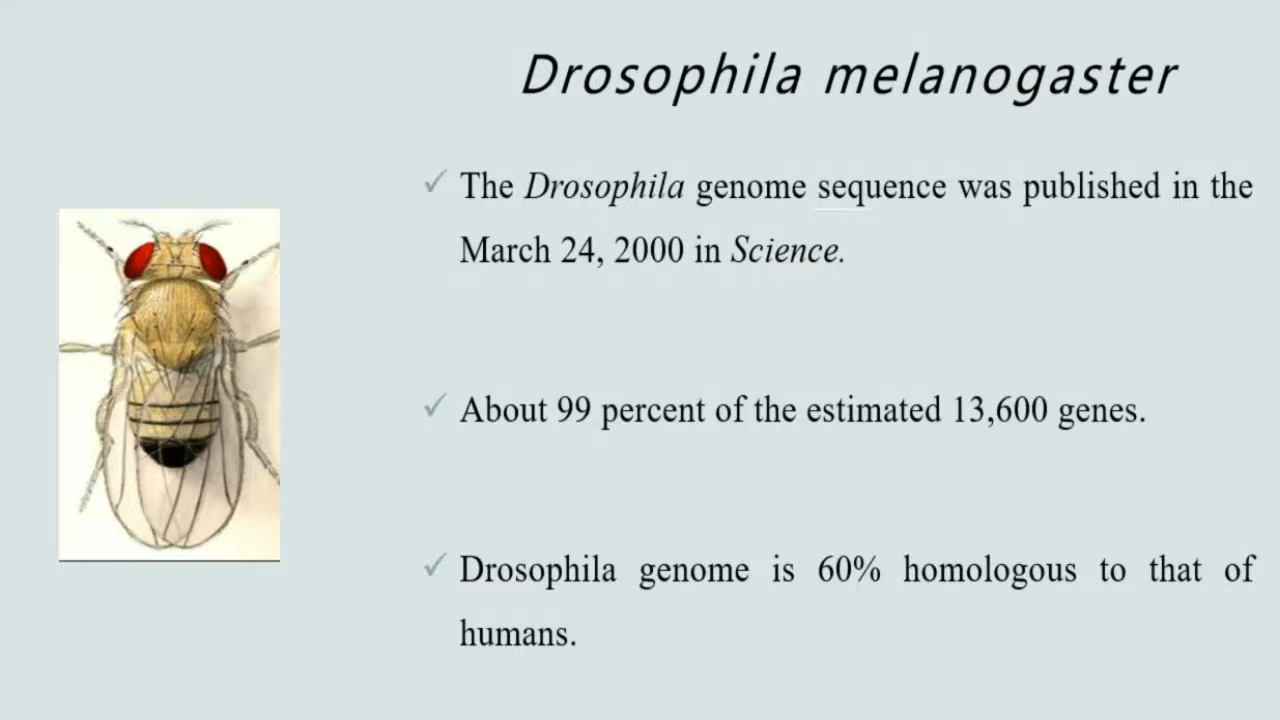 Drosophila melanogaster
✓ The Drosophila genome sequence was published in the
March 24, 2000 in Science.
✓ About 99 percent of the estimated 13,600 genes.
✓ Drosophila genome is 60% homologous to that of
humans.